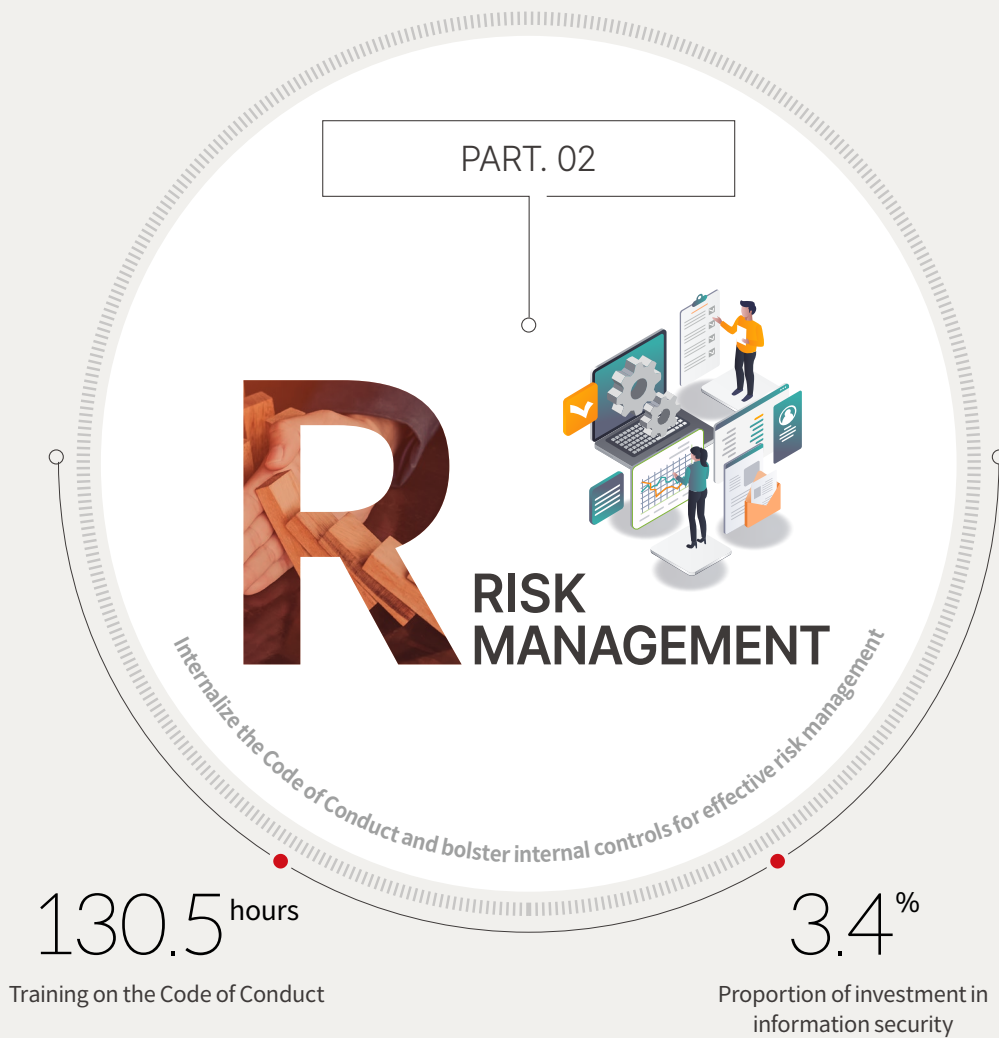 PART. 02
R
RISK
MANAGEMENT
Internalize the Code of Conduct and bolster internal controls for effective risk management
130.5 hours
Training on the Code of Conduct
3.4%
Proportion of investment in
information security